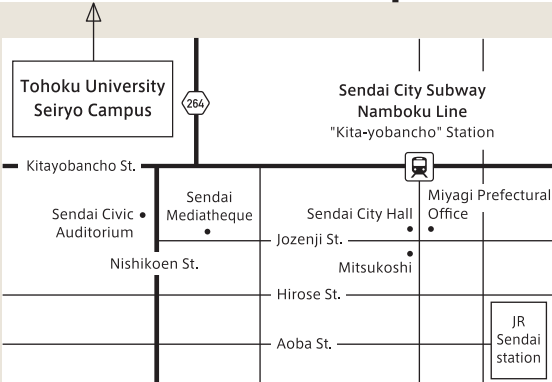 Tohoku University
Seiryo Campus
264
Sendai City Subway
Namboku Line
"Kita-yobancho" Station
Kitayobancho St.
Sendai
Mediatheque
Sendai Civic
Auditorium
Sendai City Hall
Miyagi Prefectural
Office
Jozenji St.
Nishikoen St.
Mitsukoshi
Hirose St.
Aoba St.
JR
Sendai
station